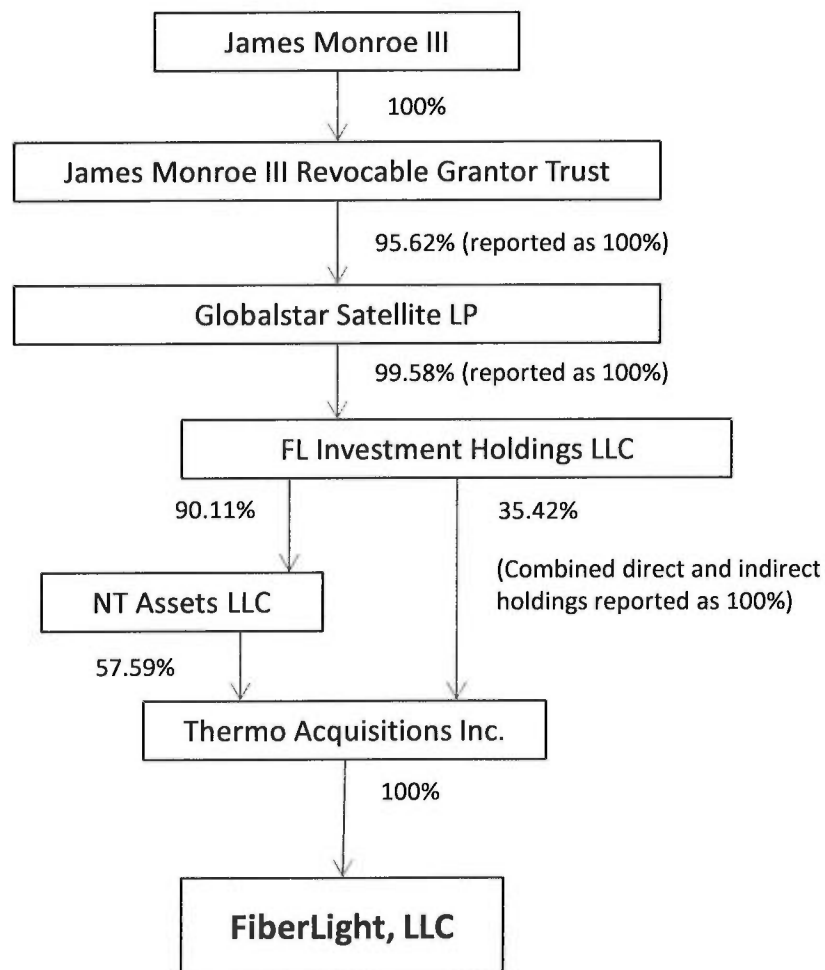 James Monroe III
100%
James Monroe III Revocable Grantor Trust
95.62% (reported as 100%)
Globalstar Satellite LP
99.58% (reported as 100%)
FL Investment Holdings LLC
90.11%
35.42%
(Combined direct and indirect
holdings reported as 100%)
NT Assets LLC
57.59%
Thermo Acquisitions Inc.
100%
FiberLight, LLC